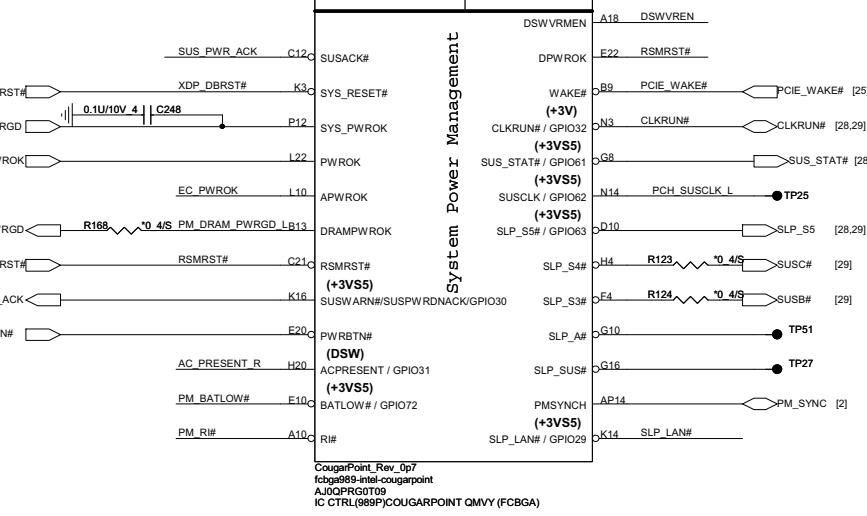 DSWVRMEN A18 DSWVREN
SUS_PWR_ACK C12 SUSACK# DPWROK E22 RSMRST#
RST# XDP_DBRST# K3 SYS_RESET# WAKE# B9 PCIE_WAKE# PCIE_WAKE# [25]
0.1U/10V_4 C248 (+3V)
RGD P12 SYS_PWROK CLKRUN# / GPIO32 N3 CLKRUN# CLKRUN# [28,29]
(+3VS5)
ROK L22 PWROK SUS_STAT# / GPIO61 G8 SUS_STAT# [28
(+3VS5)
EC_PWROK L10 APWROK SUSCLK / GPIO62 N14 PCH_SUSCLK_L TP25
(+3VS5)
RGD R168 *0_4/S PM_DRAM_PWRGD_L B13 DRAMPWROK SLP_S5# / GPIO63 D10 SLP_S5 [28,29]
RST# RSMRST# C21 RSMRST# SLP_S4# H4 R123 *0_4/S SUSC# [29]
(+3VS5)
_ACK K16 SUSWARN#/SUSPWRDNACK/GPIO30 SLP_S3# F4 R124 *0_4/S SUSB# [29]
N# E20 PWRBTN# SLP_A# G10 TP51
(DSW)
AC_PRESENT_R H20 ACPRESENT / GPIO31 SLP_SUS# G16 TP27
(+3VS5)
PM_BATLOW# E10 BATLOW# / GPIO72 PMSYNCH AP14 PM_SYNC [2]
(+3VS5)
PM_RI# A10 RI# SLP_LAN# / GPIO29 K14 SLP_LAN#
System Power Management
CougarPoint_Rev_0p7
fcbga989-intel-cougarpoint
AJ0QPRG0T09
IC CTRL(989P)COUGARPOINT QMVY (FCBGA)